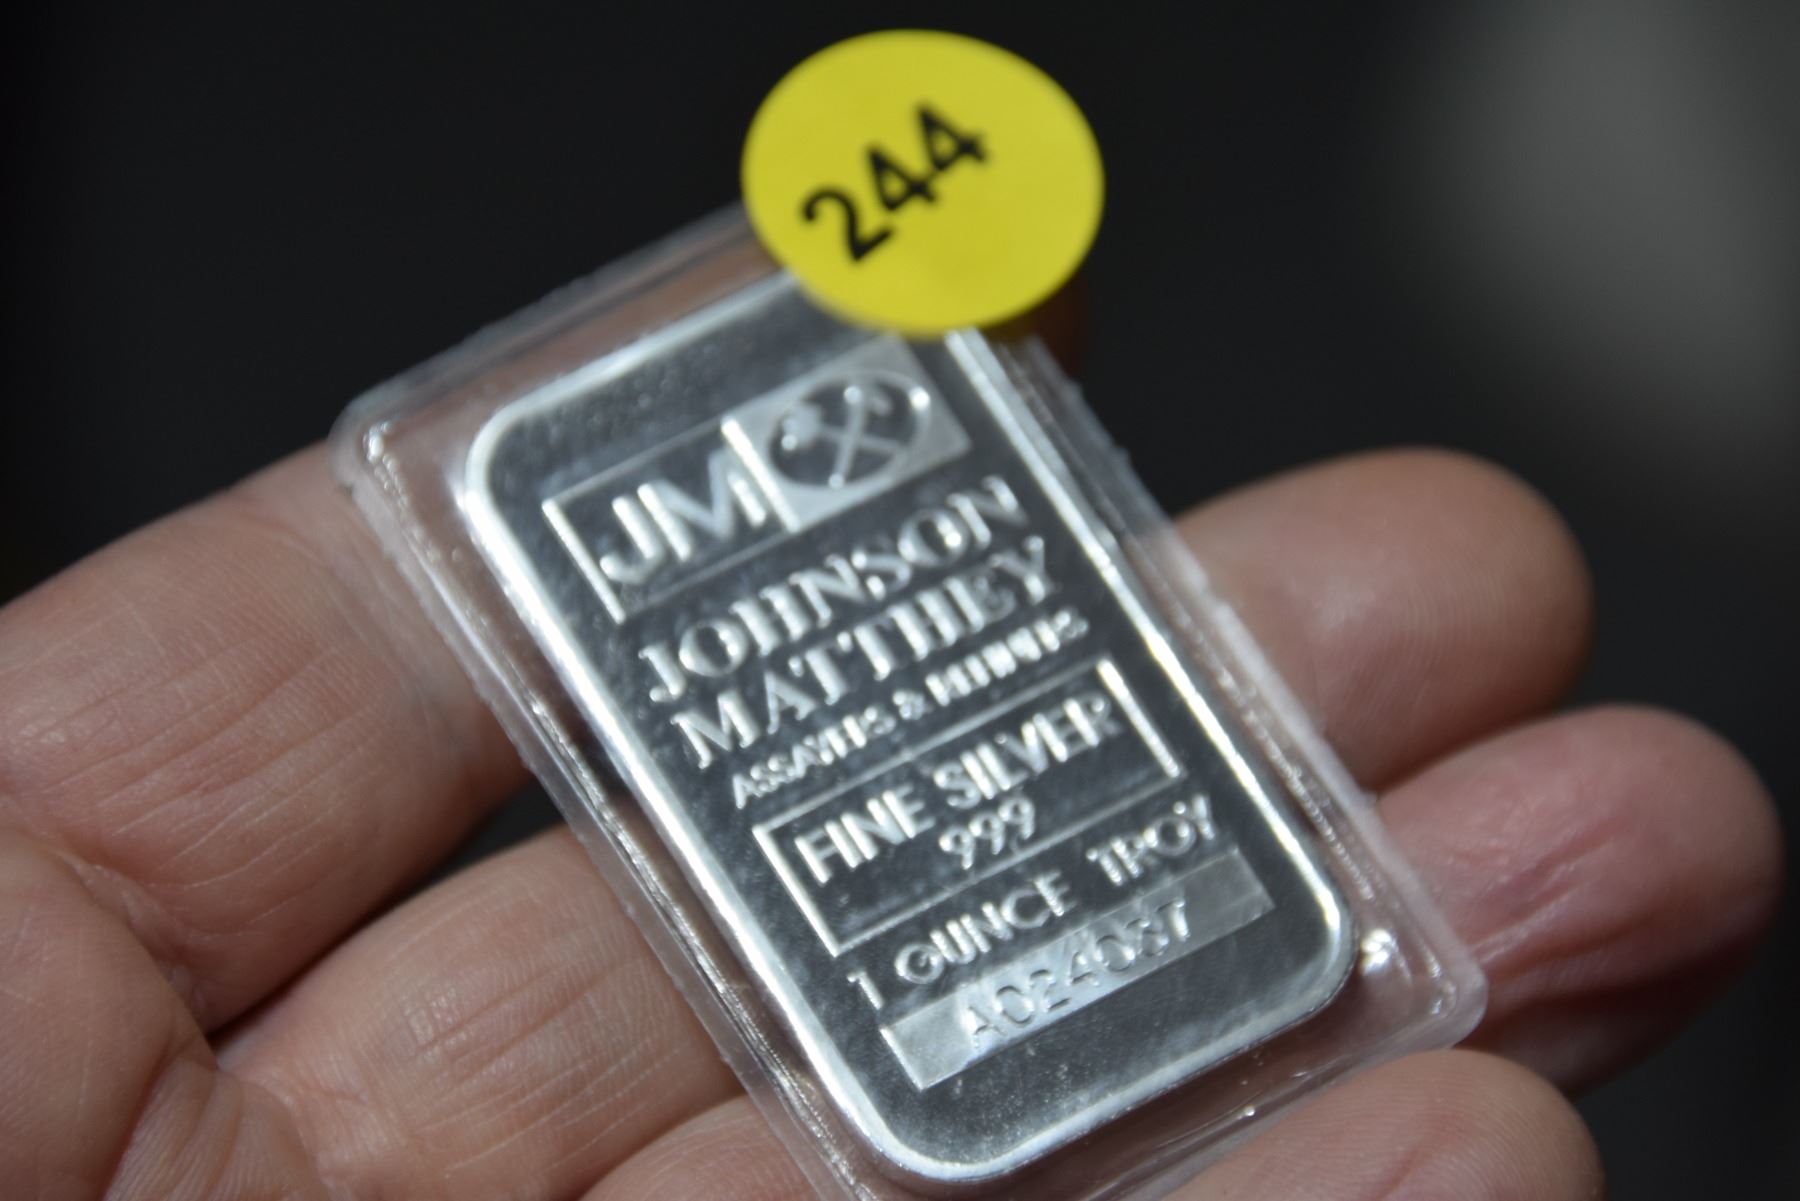 244
JM
JOHNSON
MATTHEY
ASSAYERS & REFINERS
FINE SILVER
999
1 OUNCE TROY
A024087